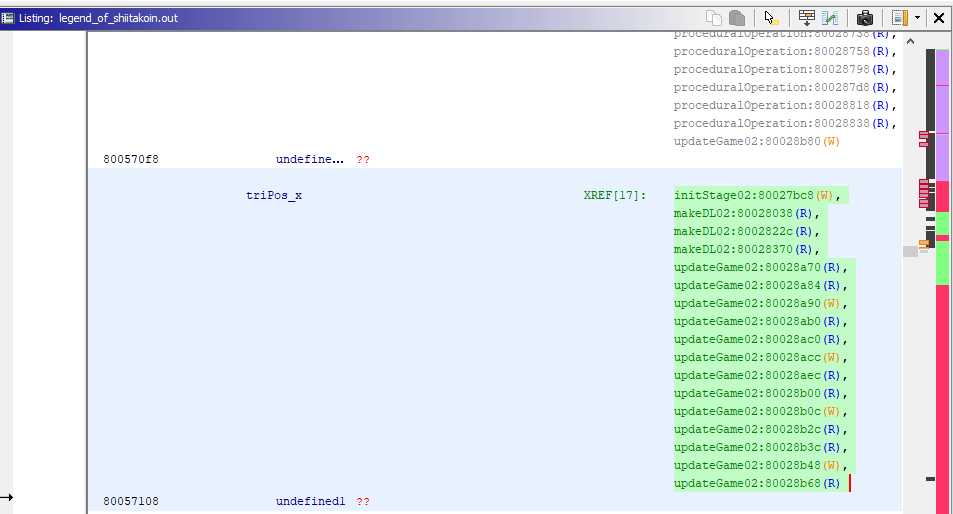 Listing: legend_of_shiitakoin.out
proceduralOperation:80028738(R),
proceduralOperation:80028758(R),
proceduralOperation:80028798(R),
proceduralOperation:800287d8(R),
proceduralOperation:80028818(R),
proceduralOperation:80028838(R),
updateGame02:80028b80(W)
800570f8 undefine... ??
triPos_x XREF[17]: initStage02:80027bc8(W),
makeDL02:80028038(R),
makeDL02:8002822c(R),
makeDL02:80028370(R),
updateGame02:80028a70(R),
updateGame02:80028a84(R),
updateGame02:80028a90(W),
updateGame02:80028ab0(R),
updateGame02:80028ac0(R),
updateGame02:80028acc(W),
updateGame02:80028aec(R),
updateGame02:80028b00(R),
updateGame02:80028b0c(W),
updateGame02:80028b2c(R),
updateGame02:80028b3c(R),
updateGame02:80028b48(W),
updateGame02:80028b68(R)
80057108 undefined1 ??